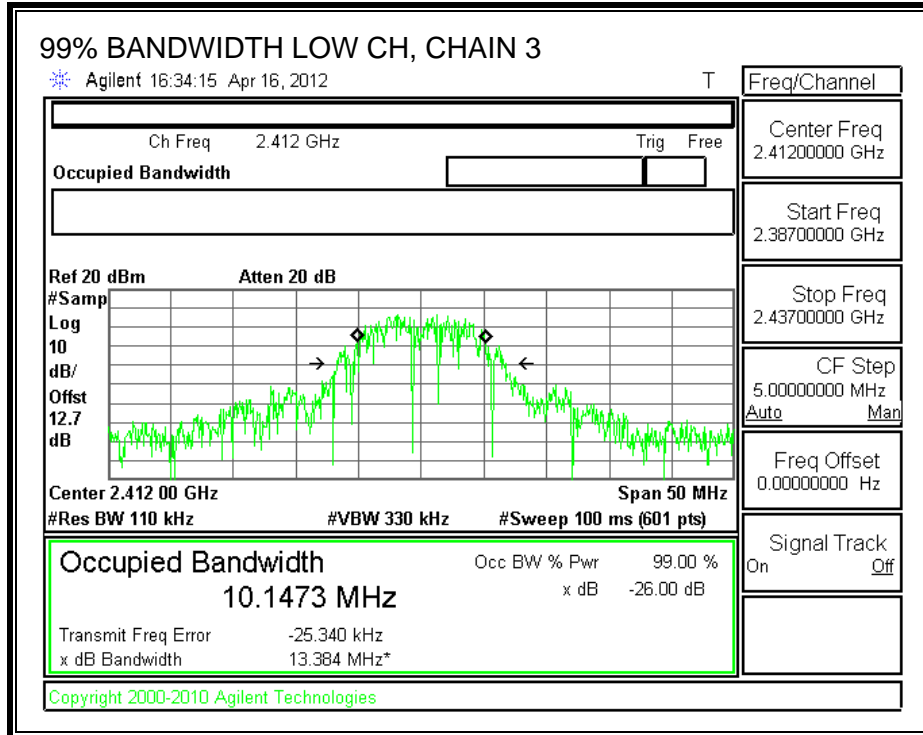 99% BANDWIDTH LOW CH, CHAIN 3
Agilent 16:34:15 Apr 16, 2012 T
Freq/Channel
Ch Freq 2.412 GHz Trig Free
Occupied Bandwidth
Center Freq
2.41200000 GHz
Start Freq
2.38700000 GHz
Stop Freq
2.43700000 GHz
CF Step
5.00000000 MHz
Auto Man
Freq Offset
0.00000000 Hz
Signal Track
On Off
Ref 20 dBm Atten 20 dB
#Samp
Log
10
dB/
Offst
12.7
dB
Center 2.412 00 GHz Span 50 MHz
#Res BW 110 kHz #VBW 330 kHz #Sweep 100 ms (601 pts)
Occupied Bandwidth Occ BW % Pwr 99.00 %
10.1473 MHz x dB -26.00 dB
Transmit Freq Error -25.340 kHz
x dB Bandwidth 13.384 MHz*
Copyright 2000-2010 Agilent Technologies